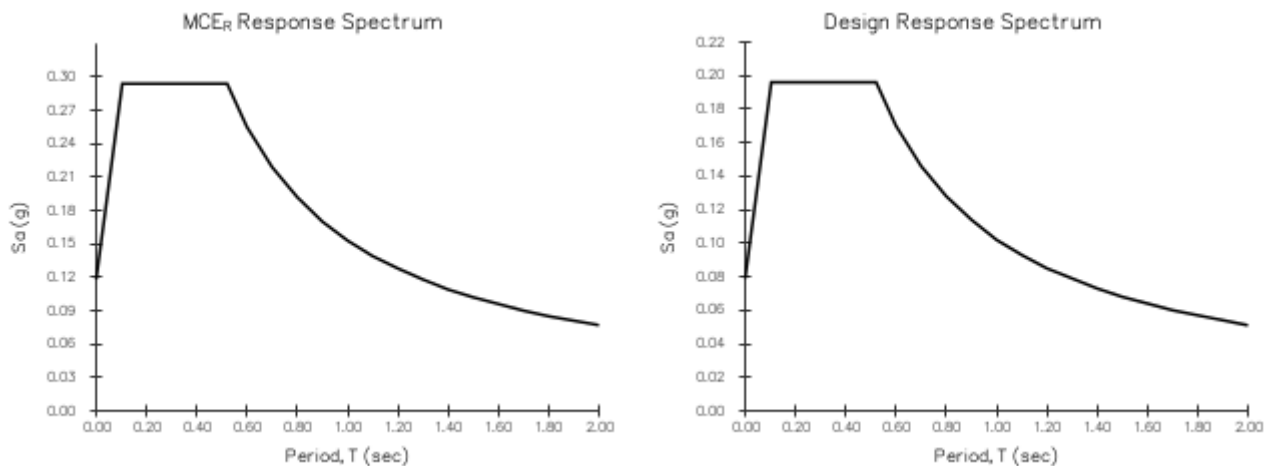 MCER Response Spectrum
0.30
0.27
0.24
0.21
0.18
0.15
0.12
0.09
0.06
0.03
0.00
Sa (g)
0.00 0.20 0.40 0.60 0.80 1.00 1.20 1.40 1.60 1.80 2.00
Period, T (sec)
Design Response Spectrum
0.22
0.20
0.18
0.16
0.14
0.12
0.10
0.08
0.06
0.04
0.02
0.00
Sa (g)
0.00 0.20 0.40 0.60 0.80 1.00 1.20 1.40 1.60 1.80 2.00
Period, T (sec)